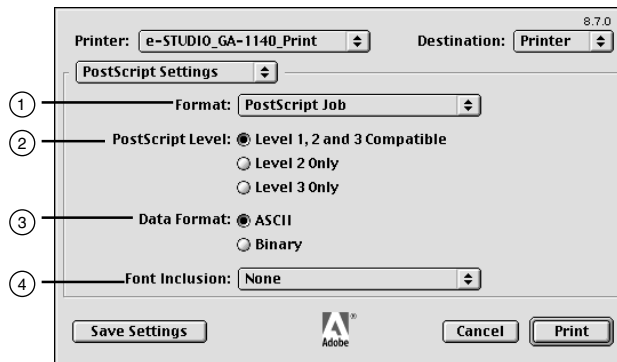 8.7.0
Printer: e-STUDIO_GA-1140_Print Destination: Printer
PostScript Settings
1 Format: PostScript Job
2 PostScript Level: Level 1, 2 and 3 Compatible
Level 2 Only
Level 3 Only
3 Data Format: ASCII
Binary
4 Font Inclusion: None
Save Settings Adobe® Cancel Print